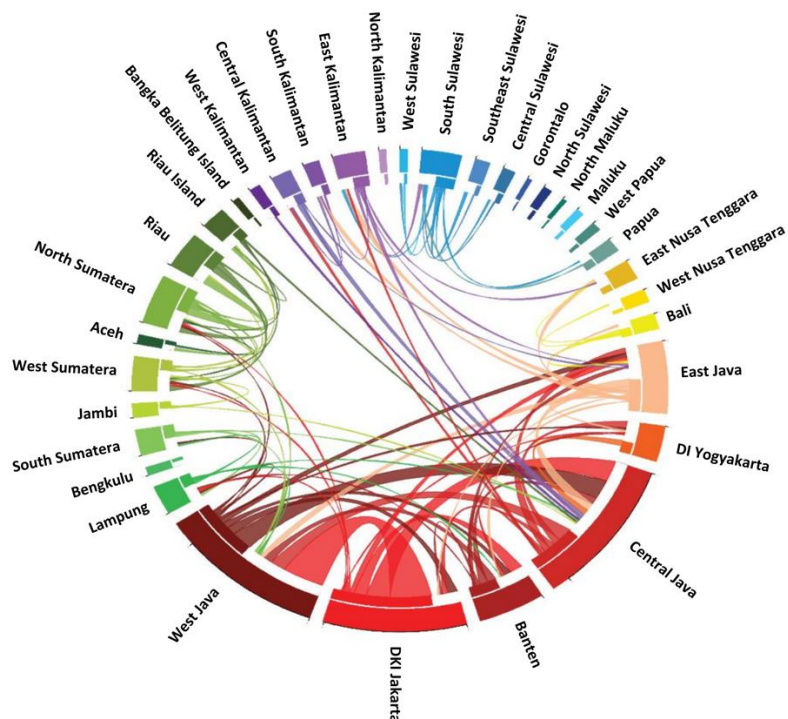 North Kalimantan
West Sulawesi
South Sulawesi
Southeast Sulawesi
Central Sulawesi
Gorontalo
North Sulawesi
North Maluku
Maluku
West Papua
Papua
East Nusa Tenggara
West Nusa Tenggara
Bali
East Java
DI Yogyakarta
Central Java
Banten
DKI Jakarta
West Java
Lampung
Bengkulu
South Sumatera
Jambi
West Sumatera
Aceh
North Sumatera
Riau
Riau Island
Bangka Belitung Island
West Kalimantan
Central Kalimantan
South Kalimantan
East Kalimantan